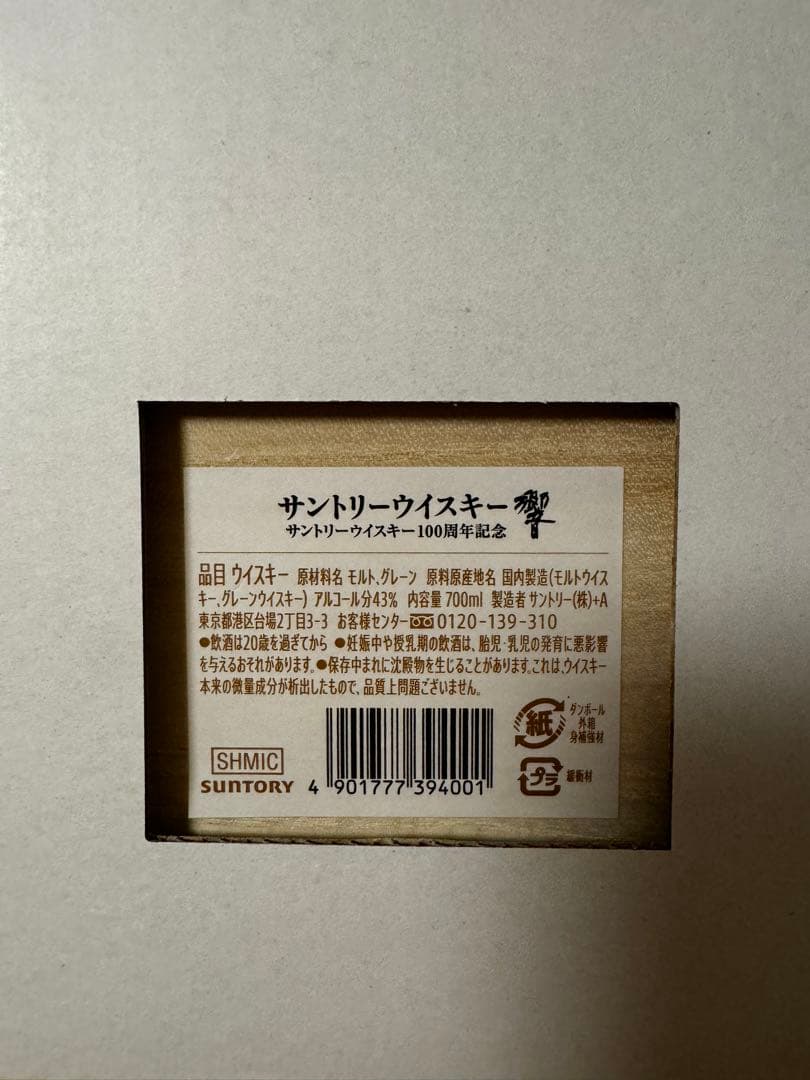 サントリーウイスキー響
サントリーウイスキー100周年記念
品目 ウイスキー 原材料名 モルト、グレーン 原料原産地名 国内製造(モルトウイス
キー、グレーンウイスキー) アルコール分43% 内容量 700ml 製造者 サントリー(株)+A
東京都港区台場2丁目3-3 お客様センター 0120-139-310
●飲酒は20歳を過ぎてから ●妊娠中や授乳期の飲酒は、胎児・乳児の発育に悪影響
を与えるおそれがあります。●保存中まれに沈殿物を生じることがあります。これは、ウイスキー
本来の微量成分が析出したもので、品質上問題ございません。
紙
ダンボール
外箱
身補強材
SHMIC
SUNTORY
4 901777 394001
プラ
緩衝材